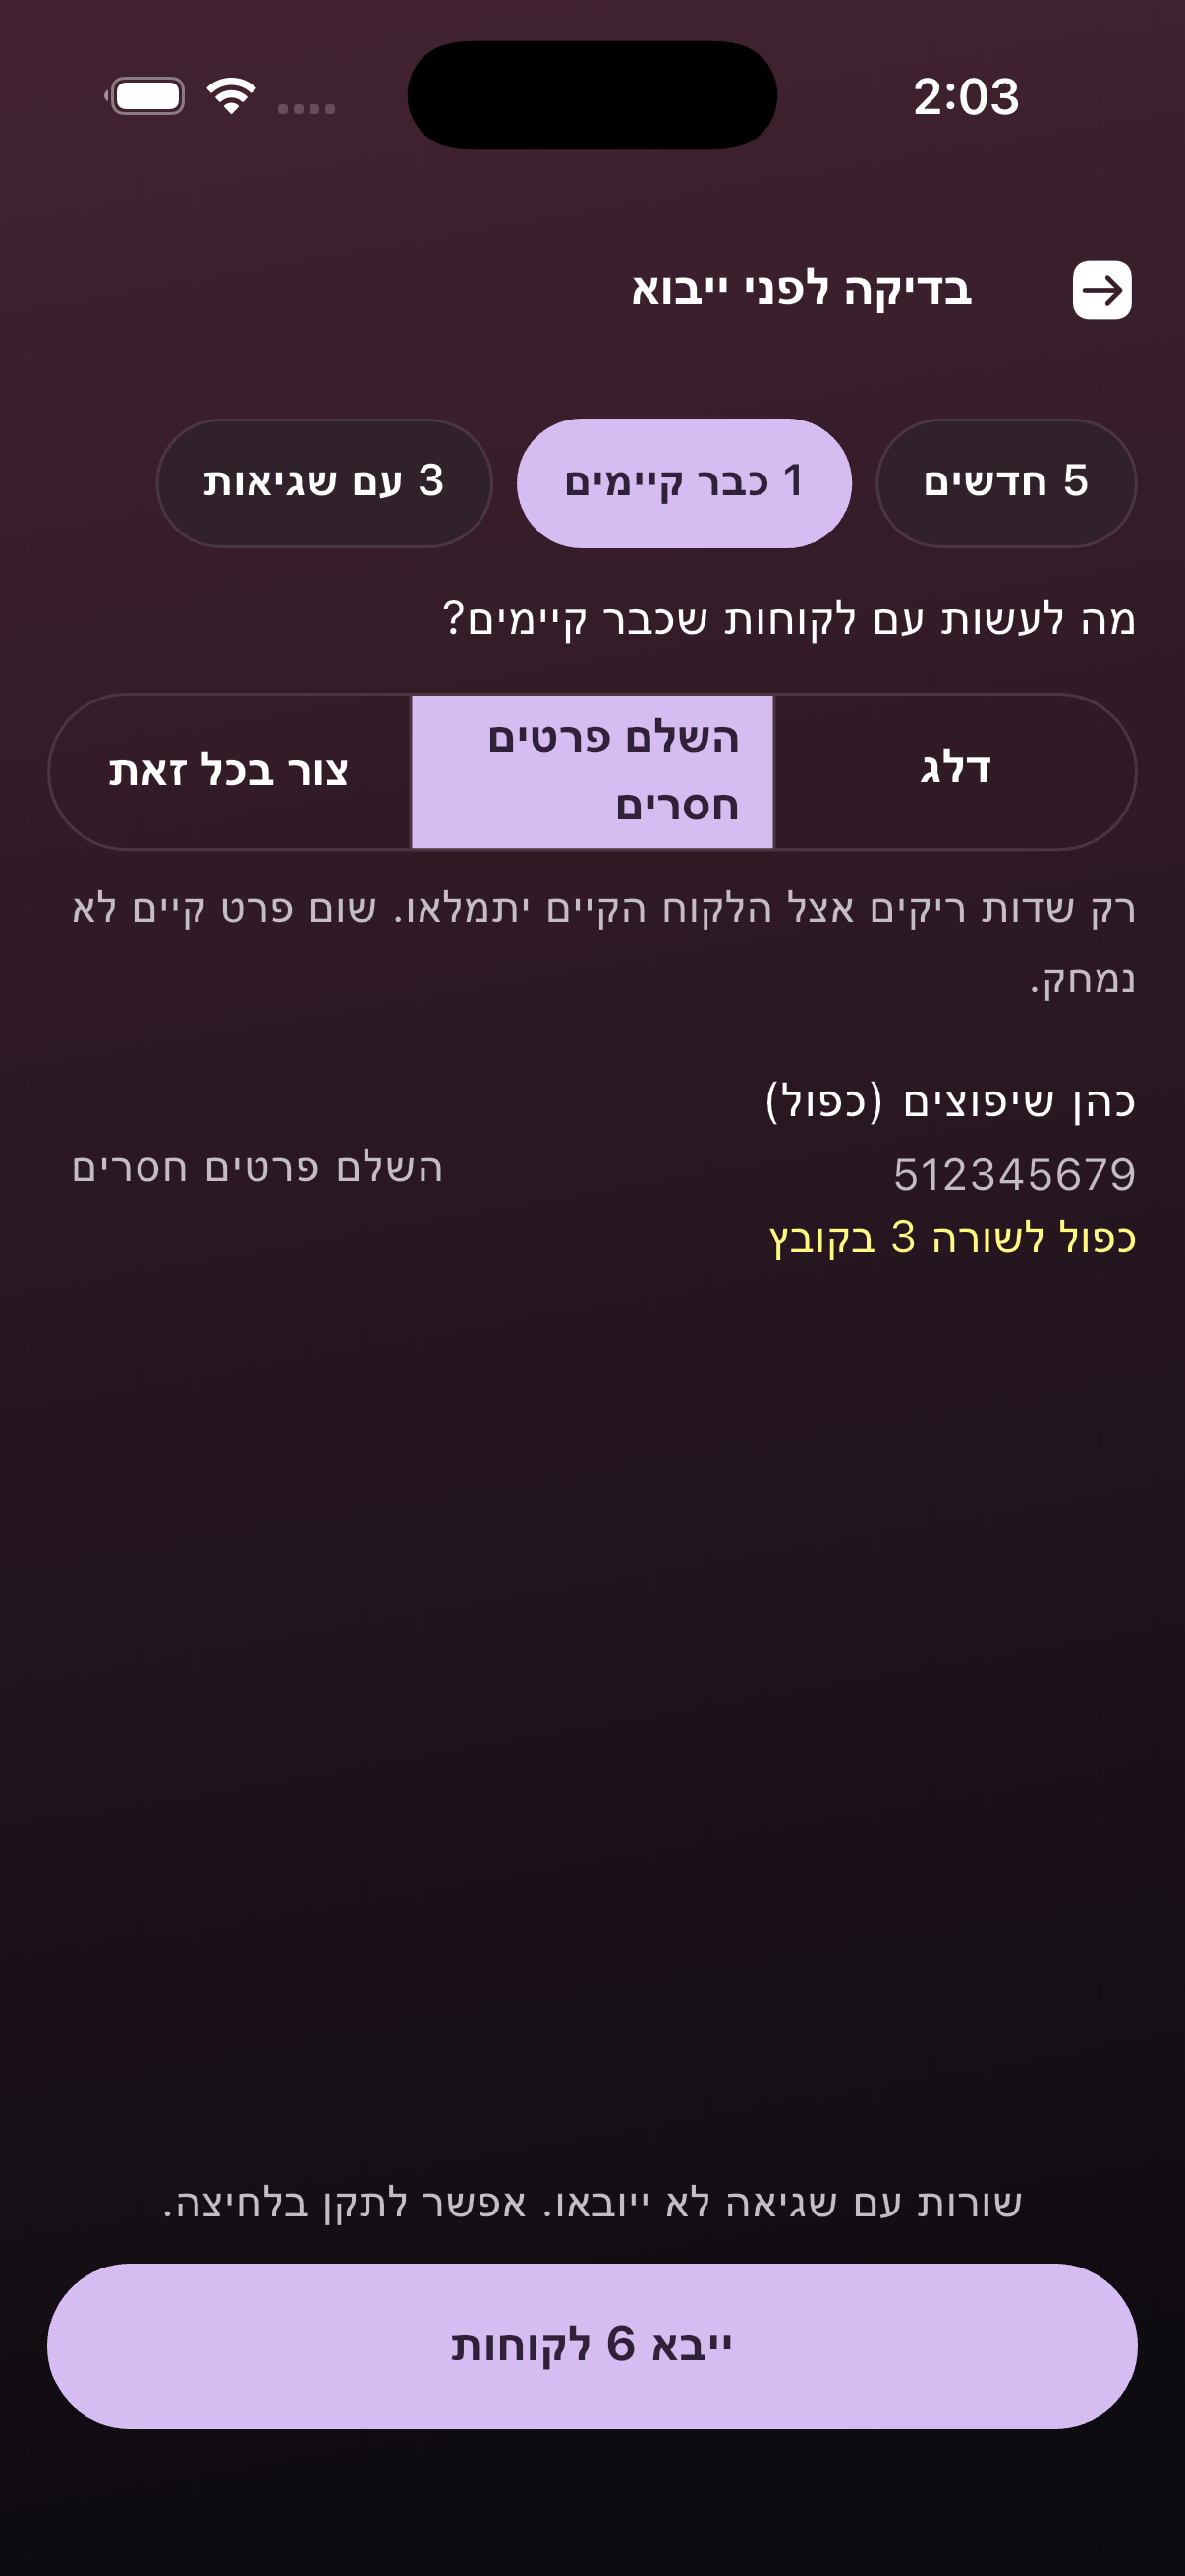 2:03
בדיקה לפני ייבוא
5 חדשים
1 כבר קיימים
3 עם שגיאות
מה לעשות עם לקוחות שכבר קיימים?
דלג
השלם פרטים
חסרים
צור בכל זאת
רק שדות ריקים אצל הלקוח הקיים יתמלאו. שום פרט קיים לא
נמחק.
כהן שיפוצים (כפול)
512345679
כפול לשורה 3 בקובץ
השלם פרטים חסרים
שורות עם שגיאה לא ייובאו. אפשר לתקן בלחיצה.
ייבא 6 לקוחות